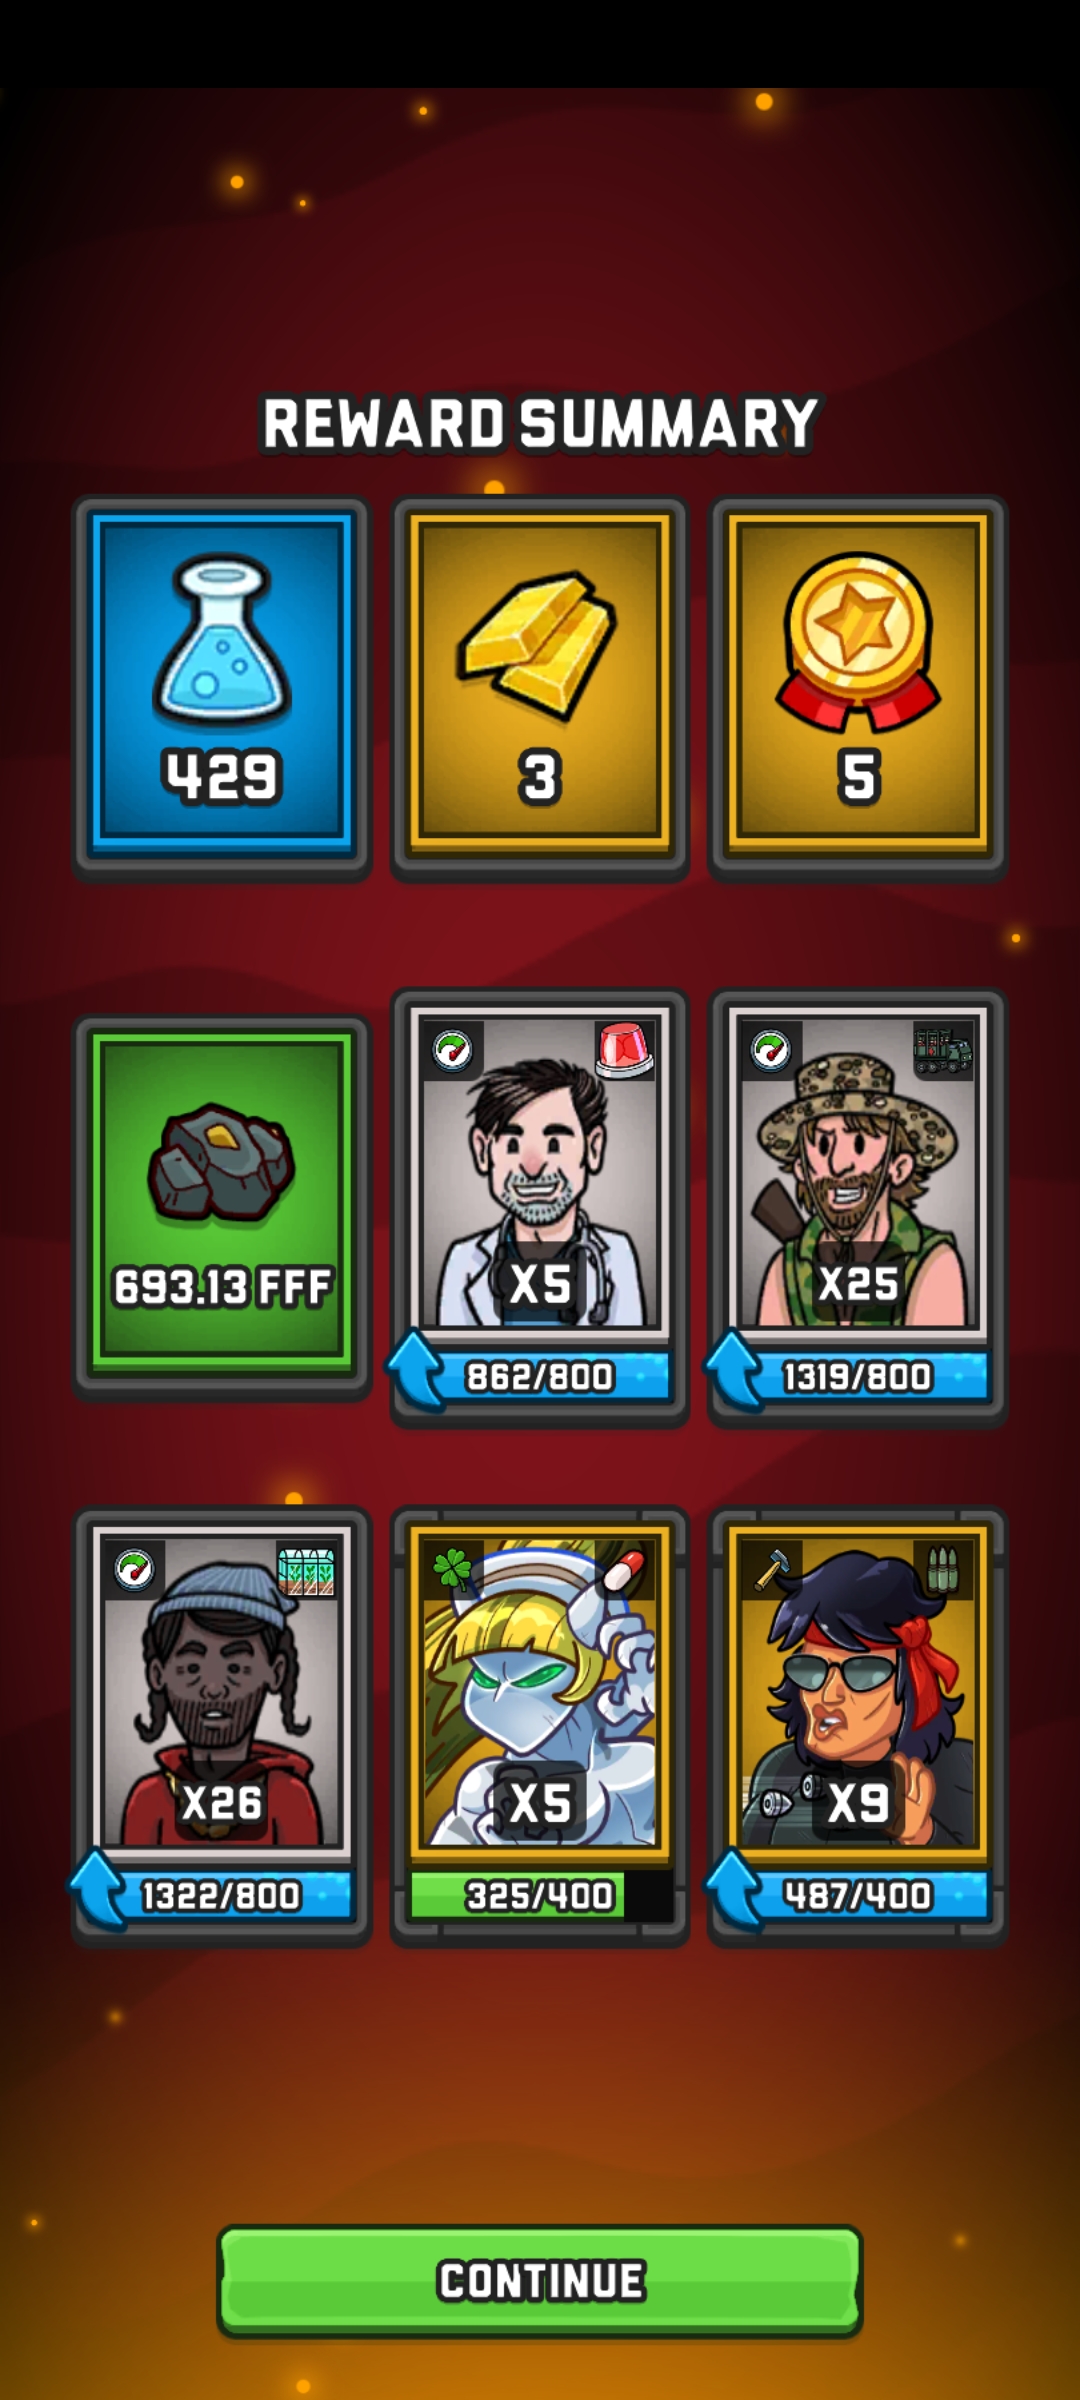 REWARD SUMMARY
429
3
5
693.13 FFF
X5
862/800
X25
1319/800
X26
1322/800
X5
325/400
X9
487/400
CONTINUE